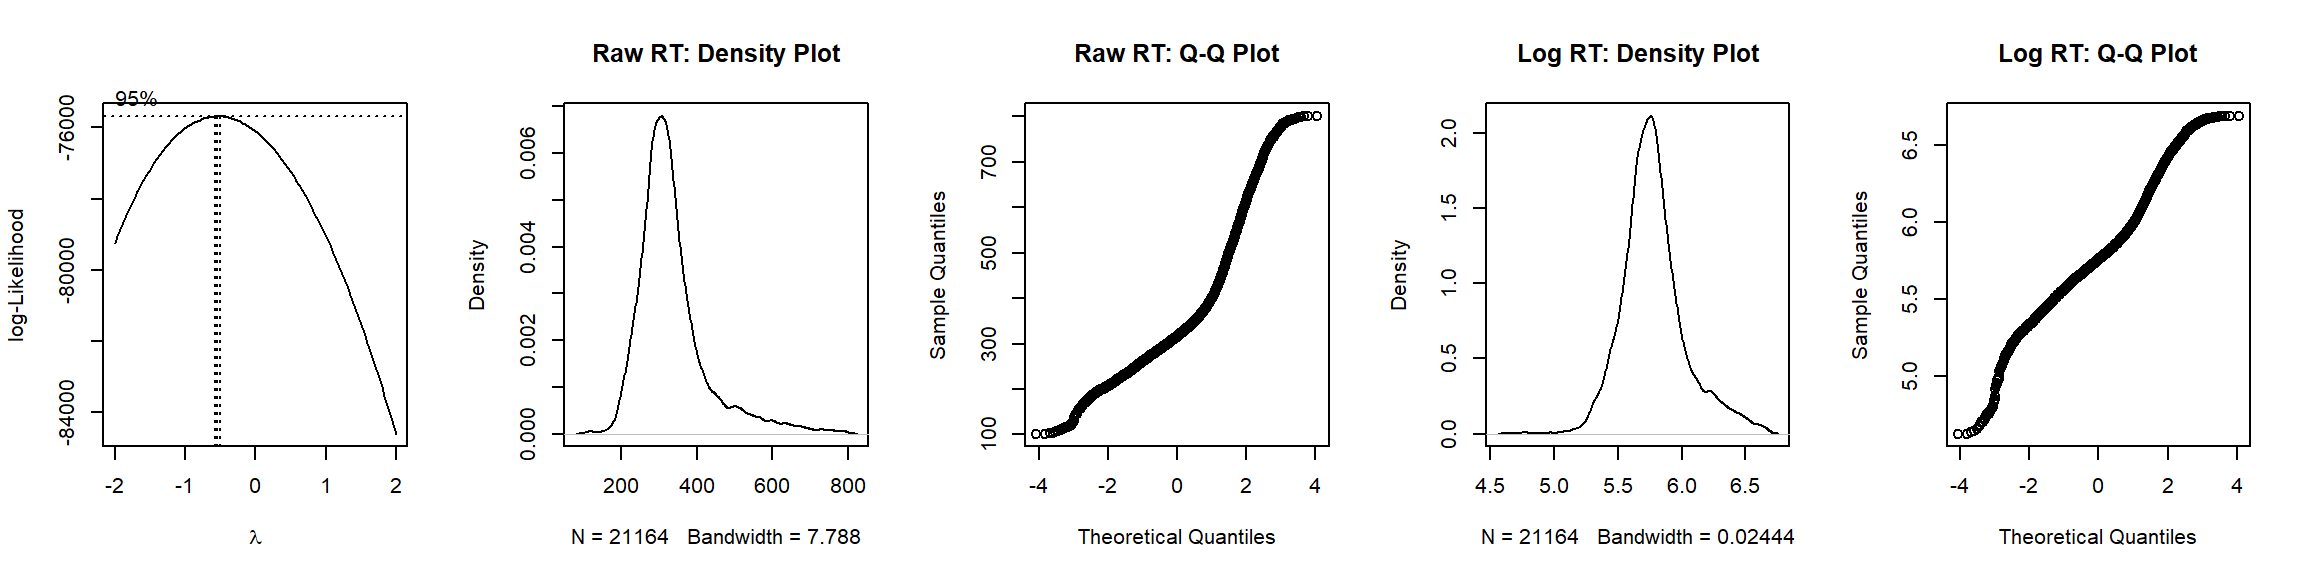 95%
log-Likelihood
-76000
-80000
-84000
-2 -1 0 1 2
λ
Raw RT: Density Plot
Density
0.006
0.004
0.002
0.000
200 400 600 800
N = 21164 Bandwidth = 7.788
Raw RT: Q-Q Plot
Sample Quantiles
700
500
300
100
-4 -2 0 2 4
Theoretical Quantiles
Log RT: Density Plot
Density
2.0
1.5
1.0
0.5
0.0
4.5 5.0 5.5 6.0 6.5
N = 21164 Bandwidth = 0.02444
Log RT: Q-Q Plot
Sample Quantiles
6.5
6.0
5.5
5.0
-4 -2 0 2 4
Theoretical Quantiles